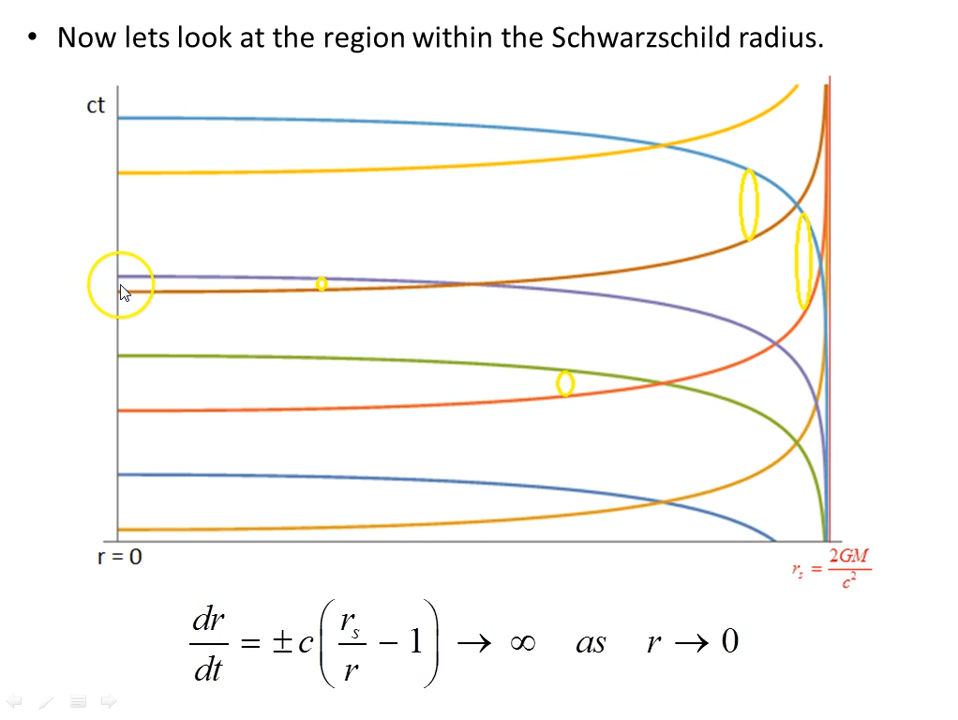 • Now lets look at the region within the Schwarzschild radius.
ct
r = 0
r_s = 2GM/c²
dr/dt = ±c(r_s/r − 1) → ∞ as r → 0